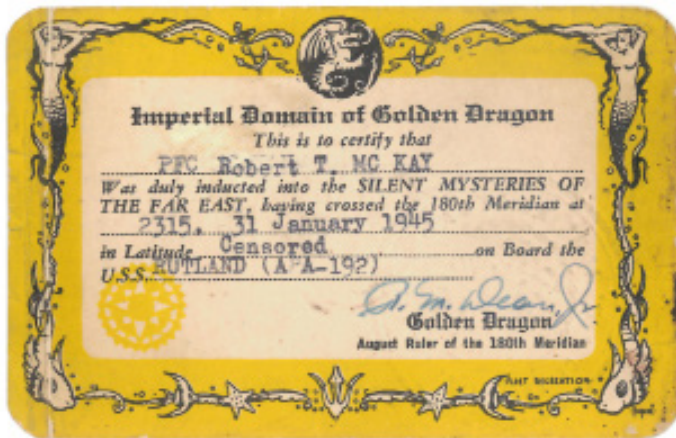 Imperial Domain of Golden Dragon
This is to certify that
PFC Robert T. MC KAY
Was duly inducted into the SILENT MYSTERIES OF
THE FAR EAST, having crossed the 180th Meridian at
2315, 31 January 1945
in Latitude Censored on Board the
U.S.S. RUTLAND (APA-192)
Golden Dragon
August Ruler of the 180th Meridian